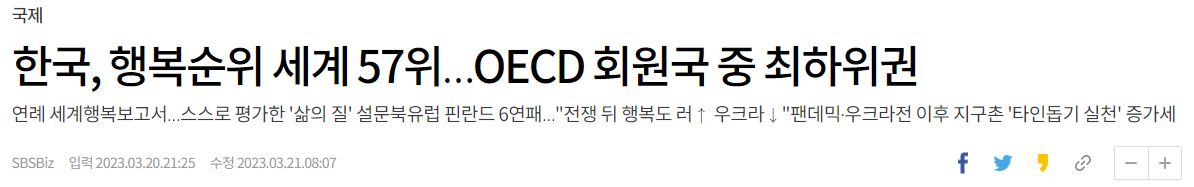 국제
한국, 행복순위 세계 57위…OECD 회원국 중 최하위권
연례 세계행복보고서…스스로 평가한 '삶의 질' 설문북유럽 핀란드 6연패…"전쟁 뒤 행복도 러↑ 우크라↓"팬데믹·우크라전 이후 지구촌 '타인돕기 실천' 증가세
SBSBiz 입력 2023.03.20.21:25 수정 2023.03.21.08:07